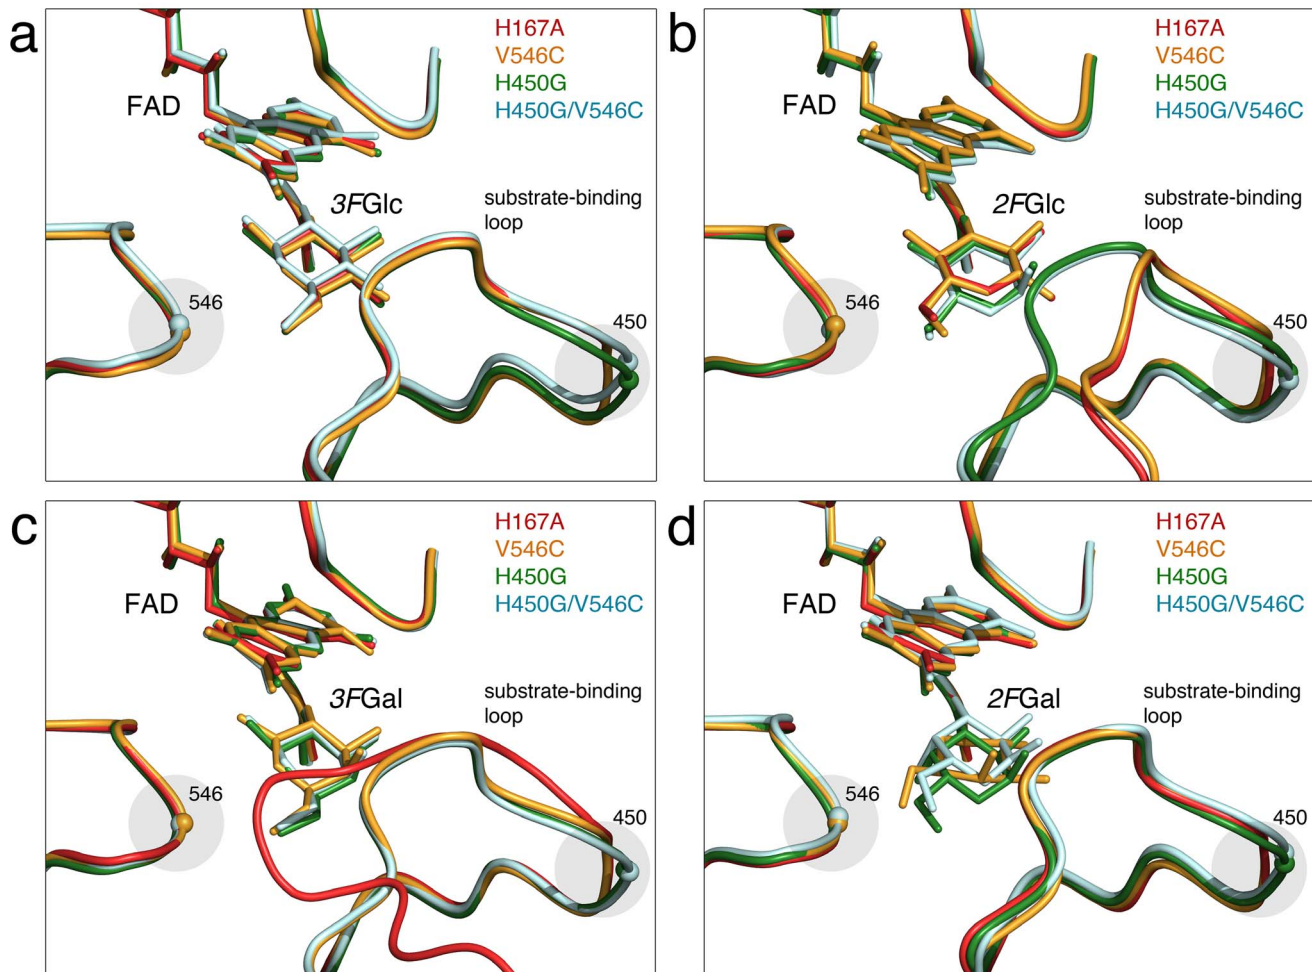 a
H167A
V546C
H450G
H450G/V546C
FAD
3FGlc
substrate-binding
loop
546
450
b
H167A
V546C
H450G
H450G/V546C
FAD
2FGlc
substrate-binding
loop
546
450
c
H167A
V546C
H450G
H450G/V546C
FAD
3FGal
substrate-binding
loop
546
450
d
H167A
V546C
H450G
H450G/V546C
FAD
2FGal
substrate-binding
loop
546
450